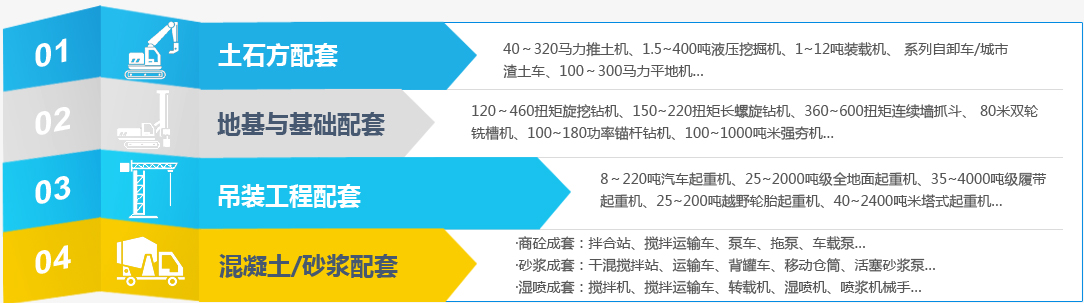 01
土石方配套
40～320马力推土机、1.5~400吨液压挖掘机、1~12吨装载机、 系列自卸车/城市
渣土车、100～300马力平地机...
02
地基与基础配套
120～460扭矩旋挖钻机、150~220扭矩长螺旋钻机、360~600扭矩连续墙抓斗、 80米双轮
铣槽机、100~180功率锚杆钻机、100~1000吨米强夯机...
03
吊装工程配套
8～220吨汽车起重机、25~2000吨级全地面起重机、35~4000吨级履带
起重机、25~200吨越野轮胎起重机、40~2400吨米塔式起重机...
04
混凝土/砂浆配套
·商砼成套：拌合站、搅拌运输车、泵车、拖泵、车载泵...
·砂浆成套：干混搅拌站、运输车、背罐车、移动仓筒、活塞砂浆泵...
·湿喷成套：搅拌机、搅拌运输车、转载机、湿喷机、喷浆机械手...